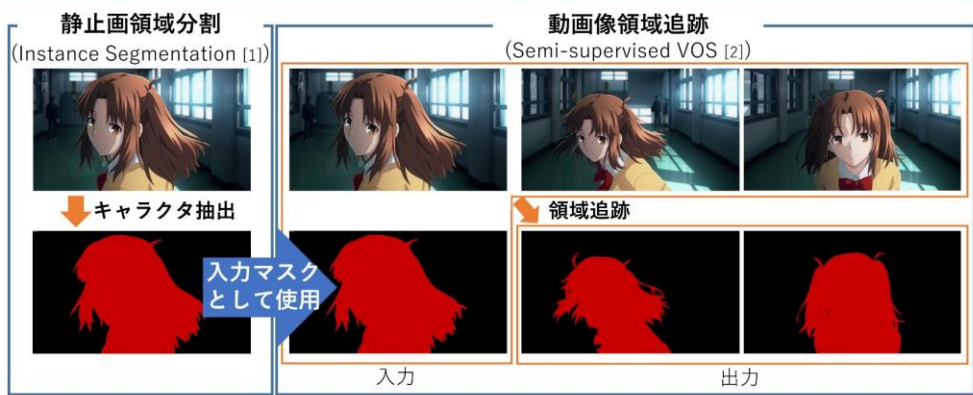 静止画領域分割
(Instance Segmentation [1])
キャラクタ抽出
動画像領域追跡
(Semi-supervised VOS [2])
領域追跡
入力マスク
として使用
入力
出力